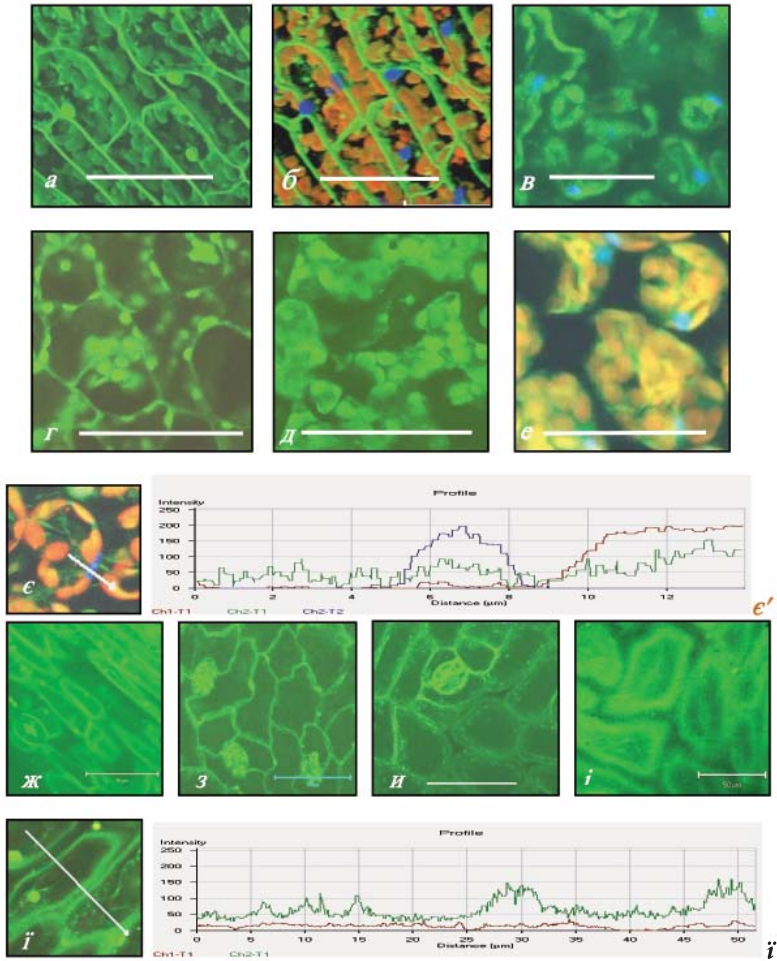 а
б
в
г
д
е
є
Profile
Intensity
250
200
150
100
50
0
0 2 4 6 8 10 12
Distance (µm)
Ch1-T1 Ch2-T1 Ch2-T2
є′
ж
з
и
і
50µm
ї
Profile
Intensity
250
200
150
100
50
0
0 5 10 15 20 25 30 35 40 45 50
Distance (µm)
Ch1-T1 Ch2-T1
ї